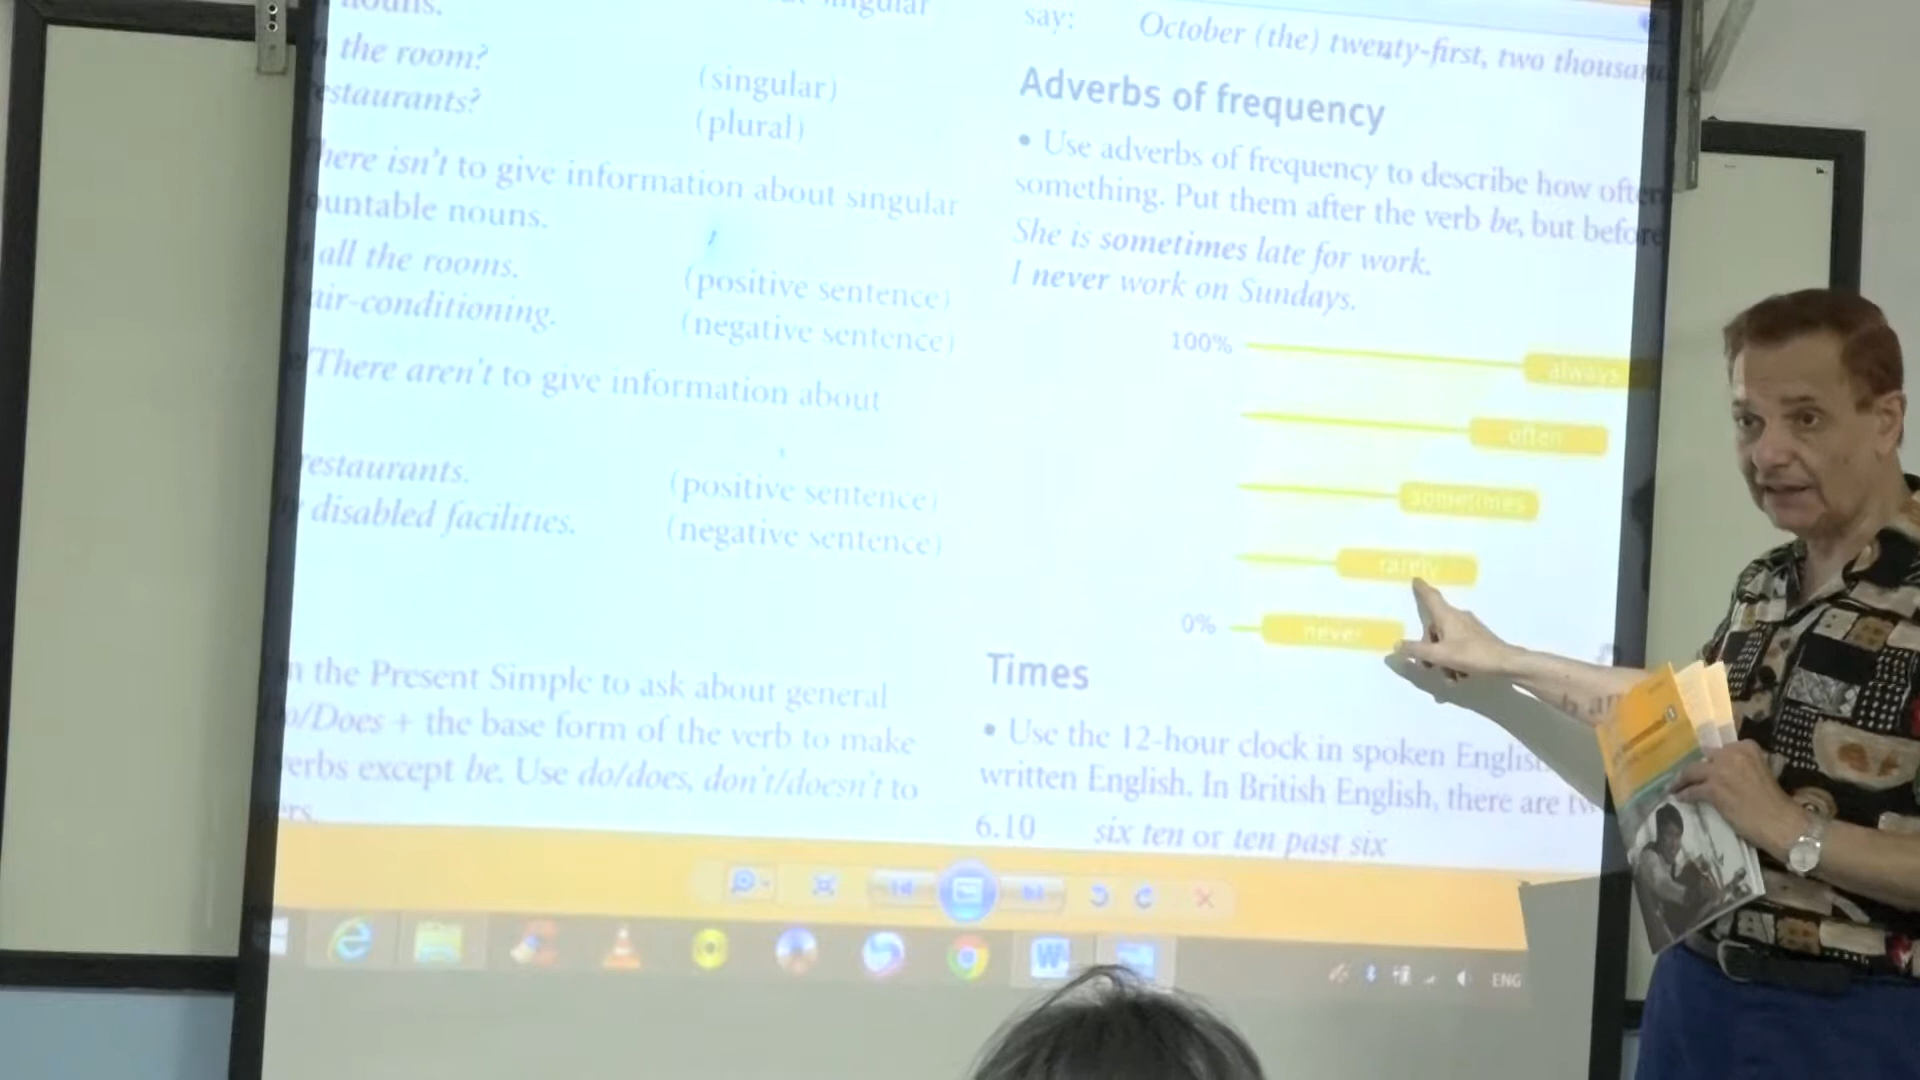 nouns.
singular
the room?
(singular)
restaurants?
(plural)
There isn't to give information about singular
countable nouns.
all the rooms.
(positive sentence)
air-conditioning.
(negative sentence)
/There aren't to give information about
restaurants.
(positive sentence)
disabled facilities.
(negative sentence)
in the Present Simple to ask about general
Do/Does + the base form of the verb to make
verbs except be. Use do/does, don't/doesn't to
say: October (the) twenty-first, two thousand
Adverbs of frequency
• Use adverbs of frequency to describe how often
something. Put them after the verb be, but before
She is sometimes late for work.
I never work on Sundays.
100% always
often
sometimes
rarely
0% never
Times
• Use the 12-hour clock in spoken English
written English. In British English, there are tw
6.10 six ten or ten past six
W
ENG